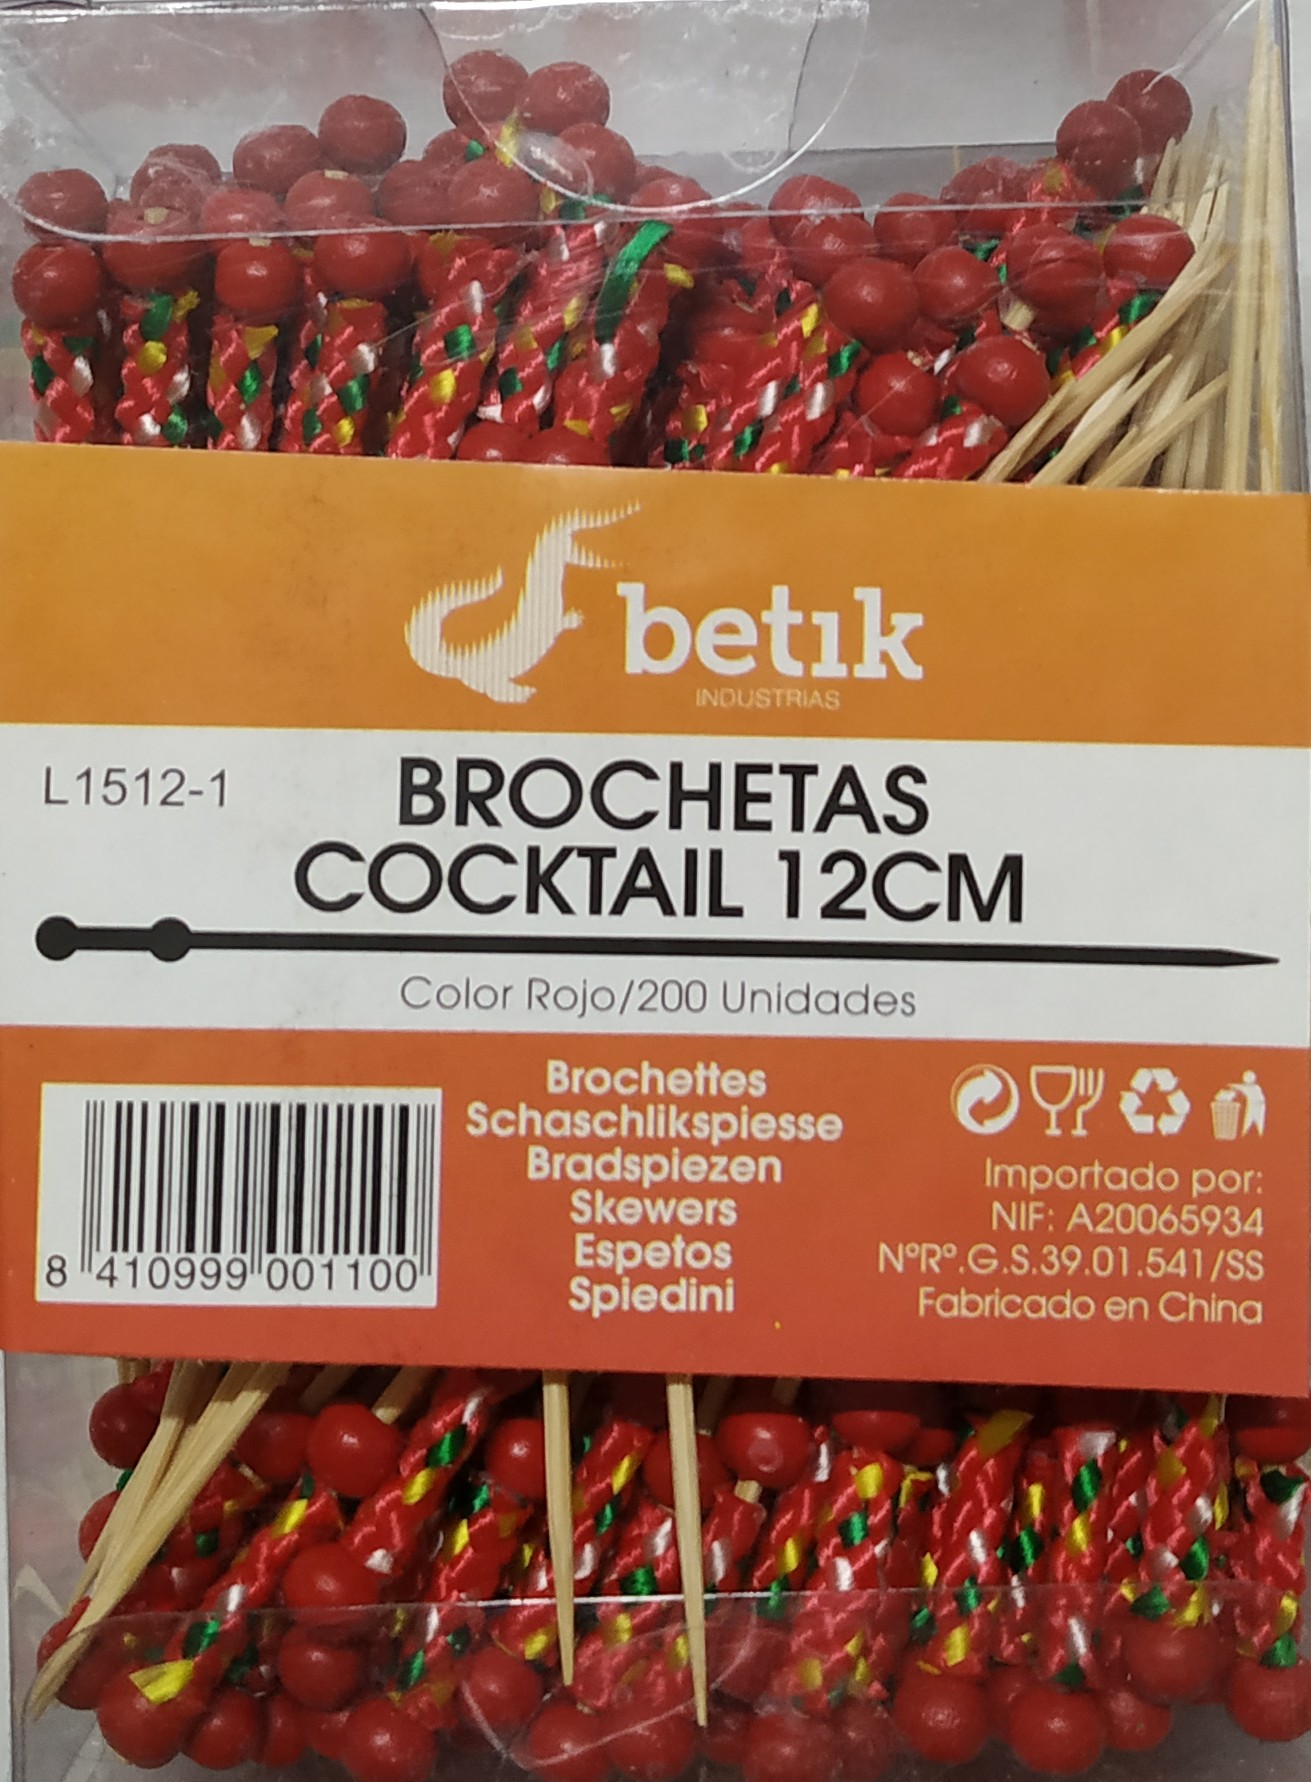 betık
INDUSTRIAS
L1512-1
BROCHETAS
COCKTAIL 12CM
Color Rojo/200 Unidades
Brochettes
Schaschlikspiesse
Bradspiezen
Skewers
Espetos
Spiedini
8 410999 001100
Importado por:
NIF: A20065934
NºRº.G.S.39.01.541/SS
Fabricado en China